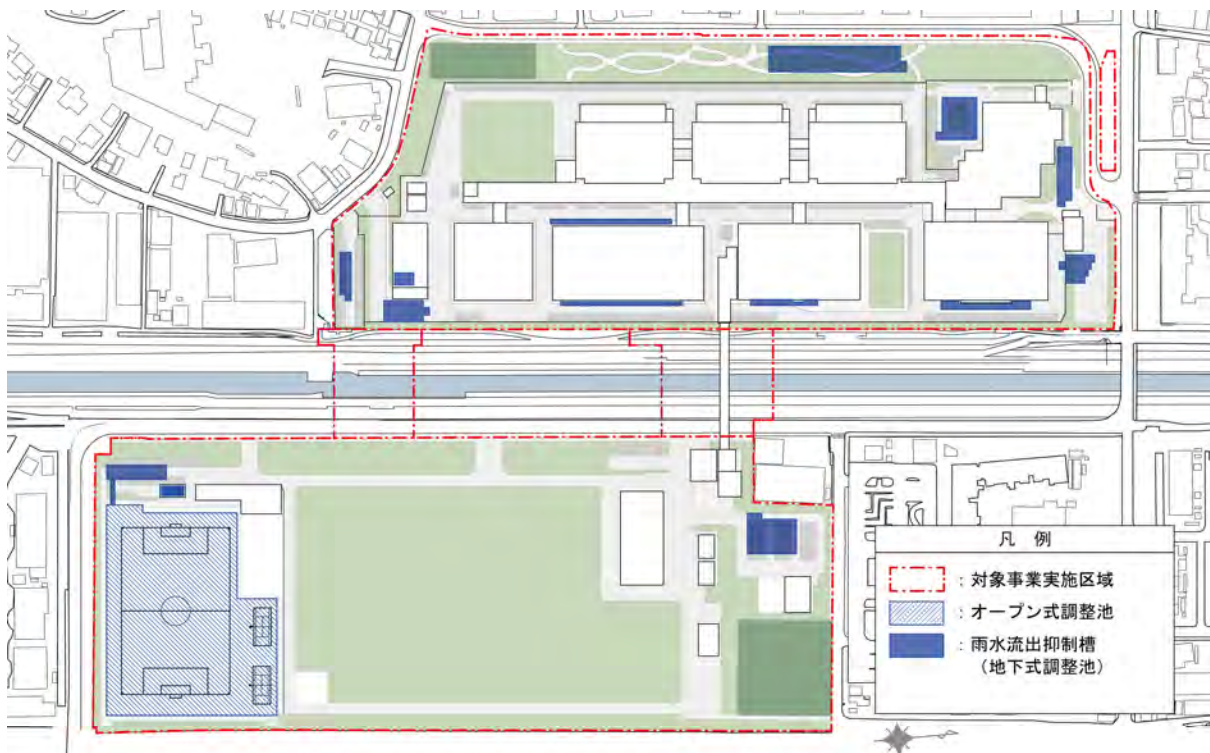 凡 例
：対象事業実施区域
：オープン式調整池
：雨水流出抑制槽
（地下式調整池）